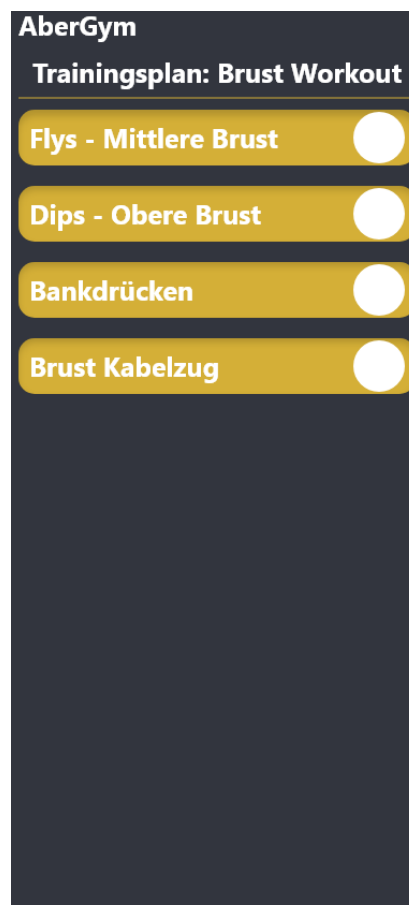 AberGym
Trainingsplan: Brust Workout
Flys - Mittlere Brust
Dips - Obere Brust
Bankdrücken
Brust Kabelzug